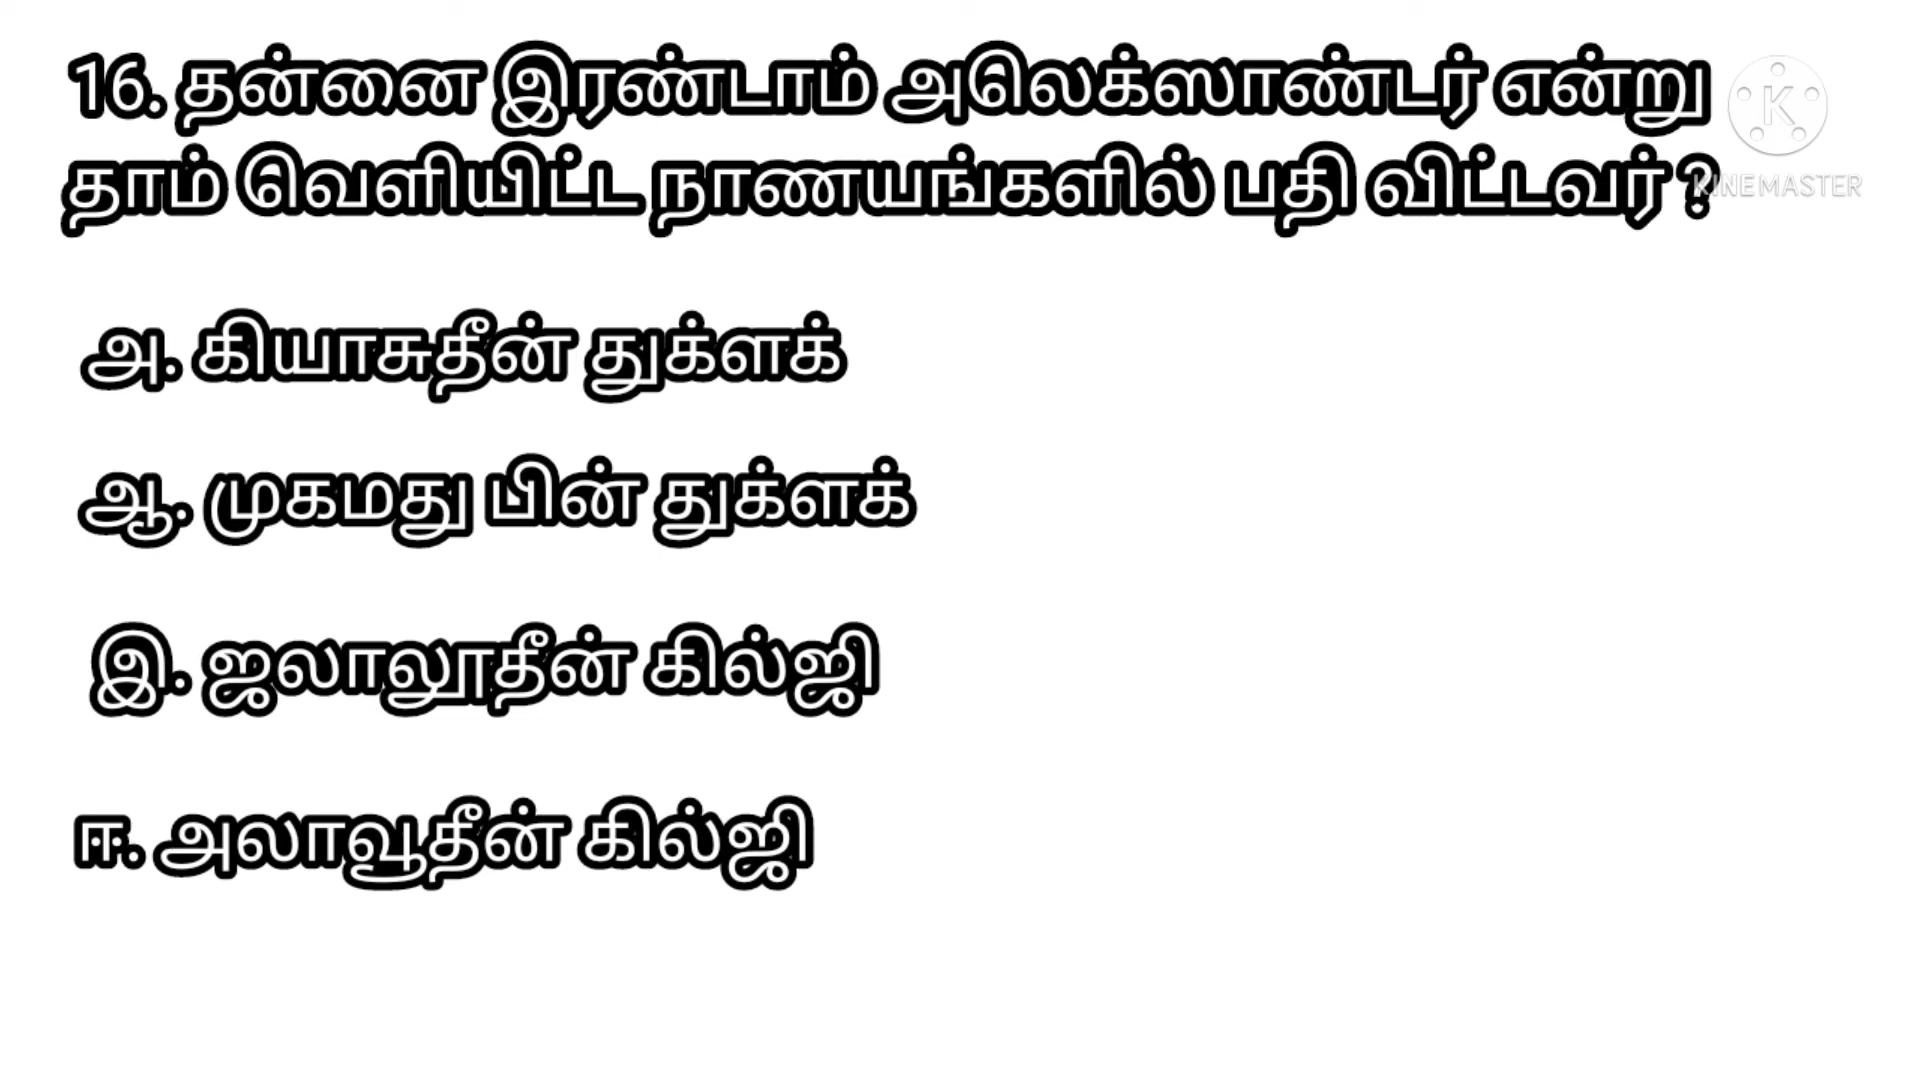 16. தன்னை இரண்டாம் அலெக்ஸாண்டர் என்று
தாம் வெளியிட்ட நாணயங்களில் பதி விட்டவர் ?
KINEMASTER
அ. கியாசுதீன் துக்ளக்
ஆ. முகமது பின் துக்ளக்
இ. ஜலாலூதீன் கில்ஜி
ஈ. அலாவூதீன் கில்ஜி